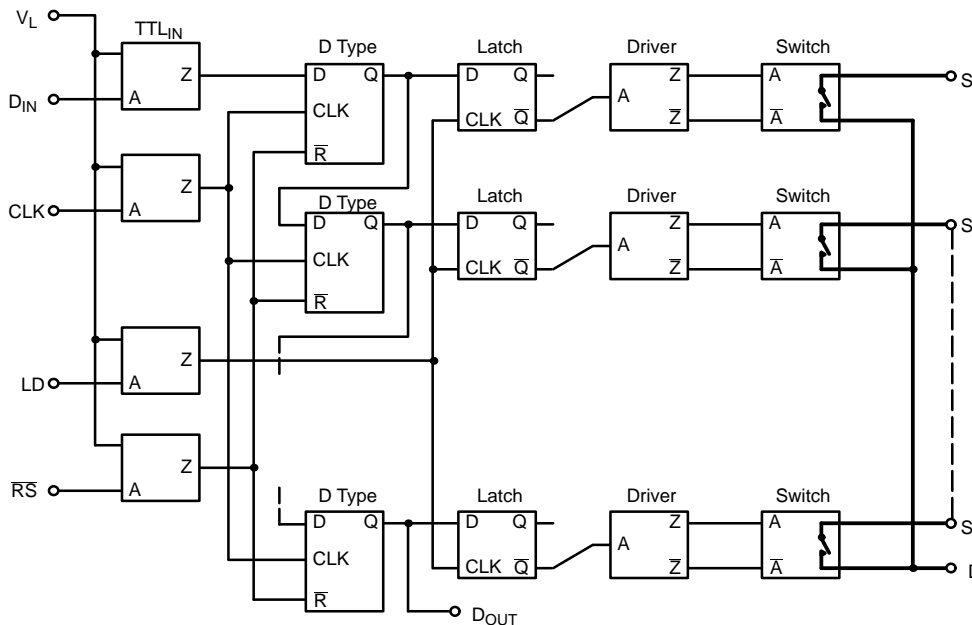 V_L
TTL_IN
D Type
Latch
Driver
Switch
Z
D
Q
D
Q
Z
A
D_IN
A
CLK
CLK
Q̅
A
Z̅
A̅
R̅
S
Z
D Type
Latch
Driver
Switch
CLK
A
D
Q
D
Q
Z
A
S
CLK
CLK
Q̅
A
Z̅
A̅
R̅
Z
LD
A
Z
R̅S̅
A
D Type
Latch
Driver
Switch
D
Q
D
Q
Z
A
S
CLK
CLK
Q̅
A
Z̅
A̅
R̅
D_OUT